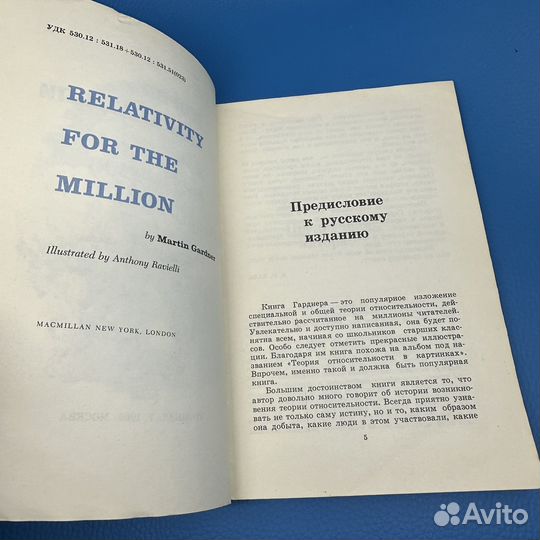 УДК 530.12 : 531.18 + 530.12 : 531.51(023)
RELATIVITY
FOR THE
MILLION
by Martin Gardner
Illustrated by Anthony Ravielli
MACMILLAN NEW YORK, LONDON
Предисловие
к русскому
изданию
Книга Гарднера — это популярное изложение
специальной и общей теории относительности, дей-
ствительно рассчитанное на миллионы читателей.
Увлекательно и доступно написанная, она будет по-
нятна всем, начиная со школьников старших клас-
сов. Особо следует отметить прекрасные иллюстра-
ции. Благодаря им книга похожа на альбом под на-
званием «Теория относительности в картинках».
Впрочем, именно такой и должна быть популярная
книга.
Большим достоинством книги является то, что
автор довольно много говорит об истории возникно-
вения теории относительности. Всегда приятно узна-
вать не только саму истину, но и то, каким образом
она добыта, какие люди в этом участвовали, какие
5
Avito